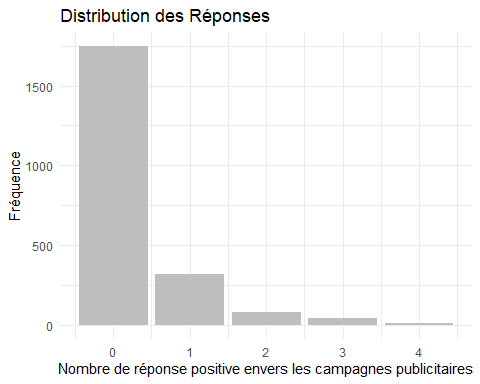 Distribution des Réponses
Fréquence
1500
1000
500
0
0 1 2 3 4
Nombre de réponse positive envers les campagnes publicitaires